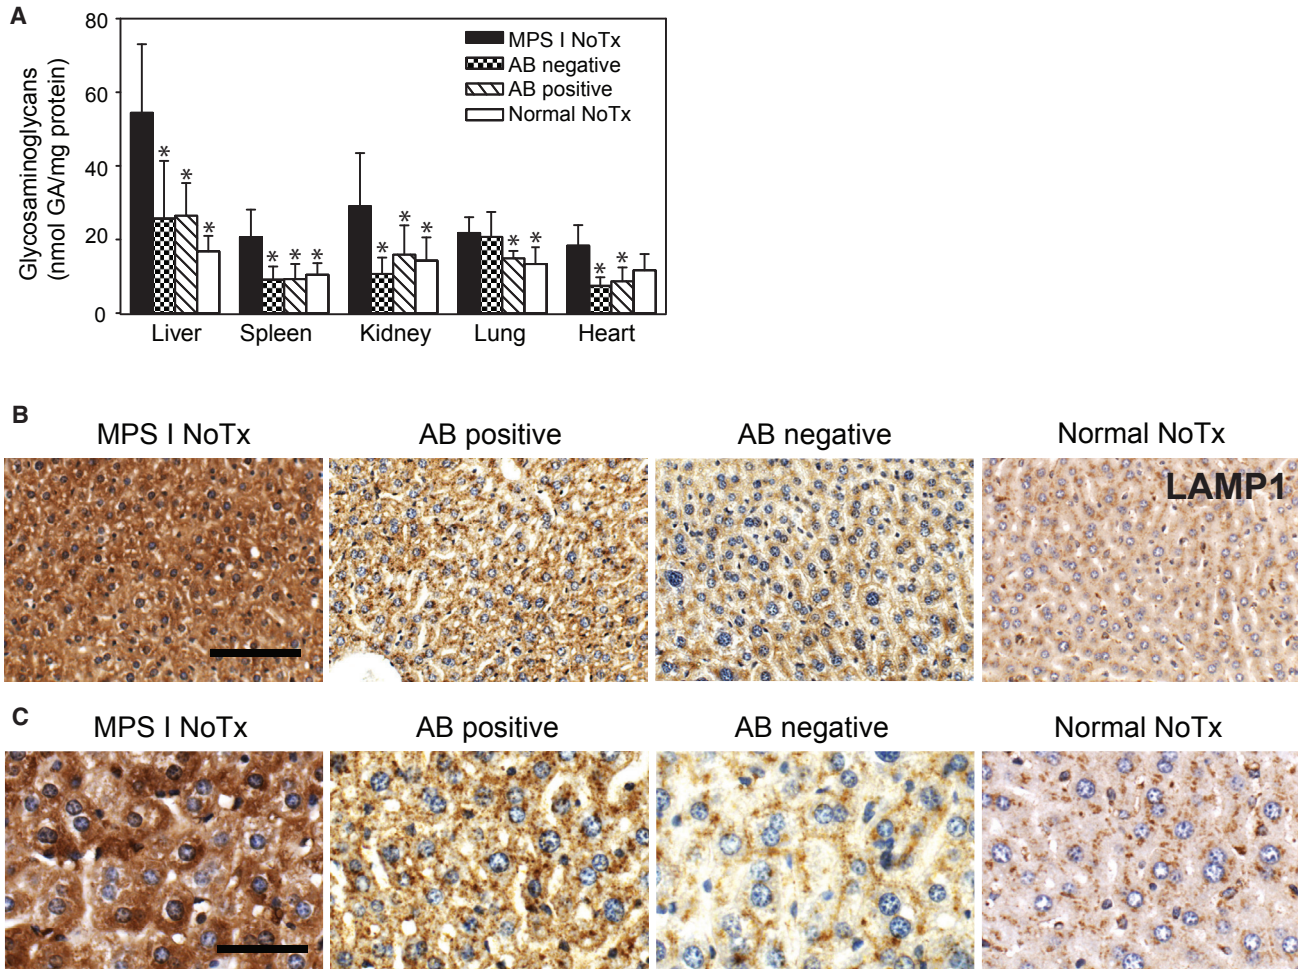 A
Glycosaminoglycans
(nmol GA/mg protein)
80
60
40
20
0
MPS I NoTx
AB negative
AB positive
Normal NoTx
* * *
* * *
* * *
* *
* *
Liver Spleen Kidney Lung Heart
B
MPS I NoTx AB positive AB negative Normal NoTx
LAMP1
C
MPS I NoTx AB positive AB negative Normal NoTx